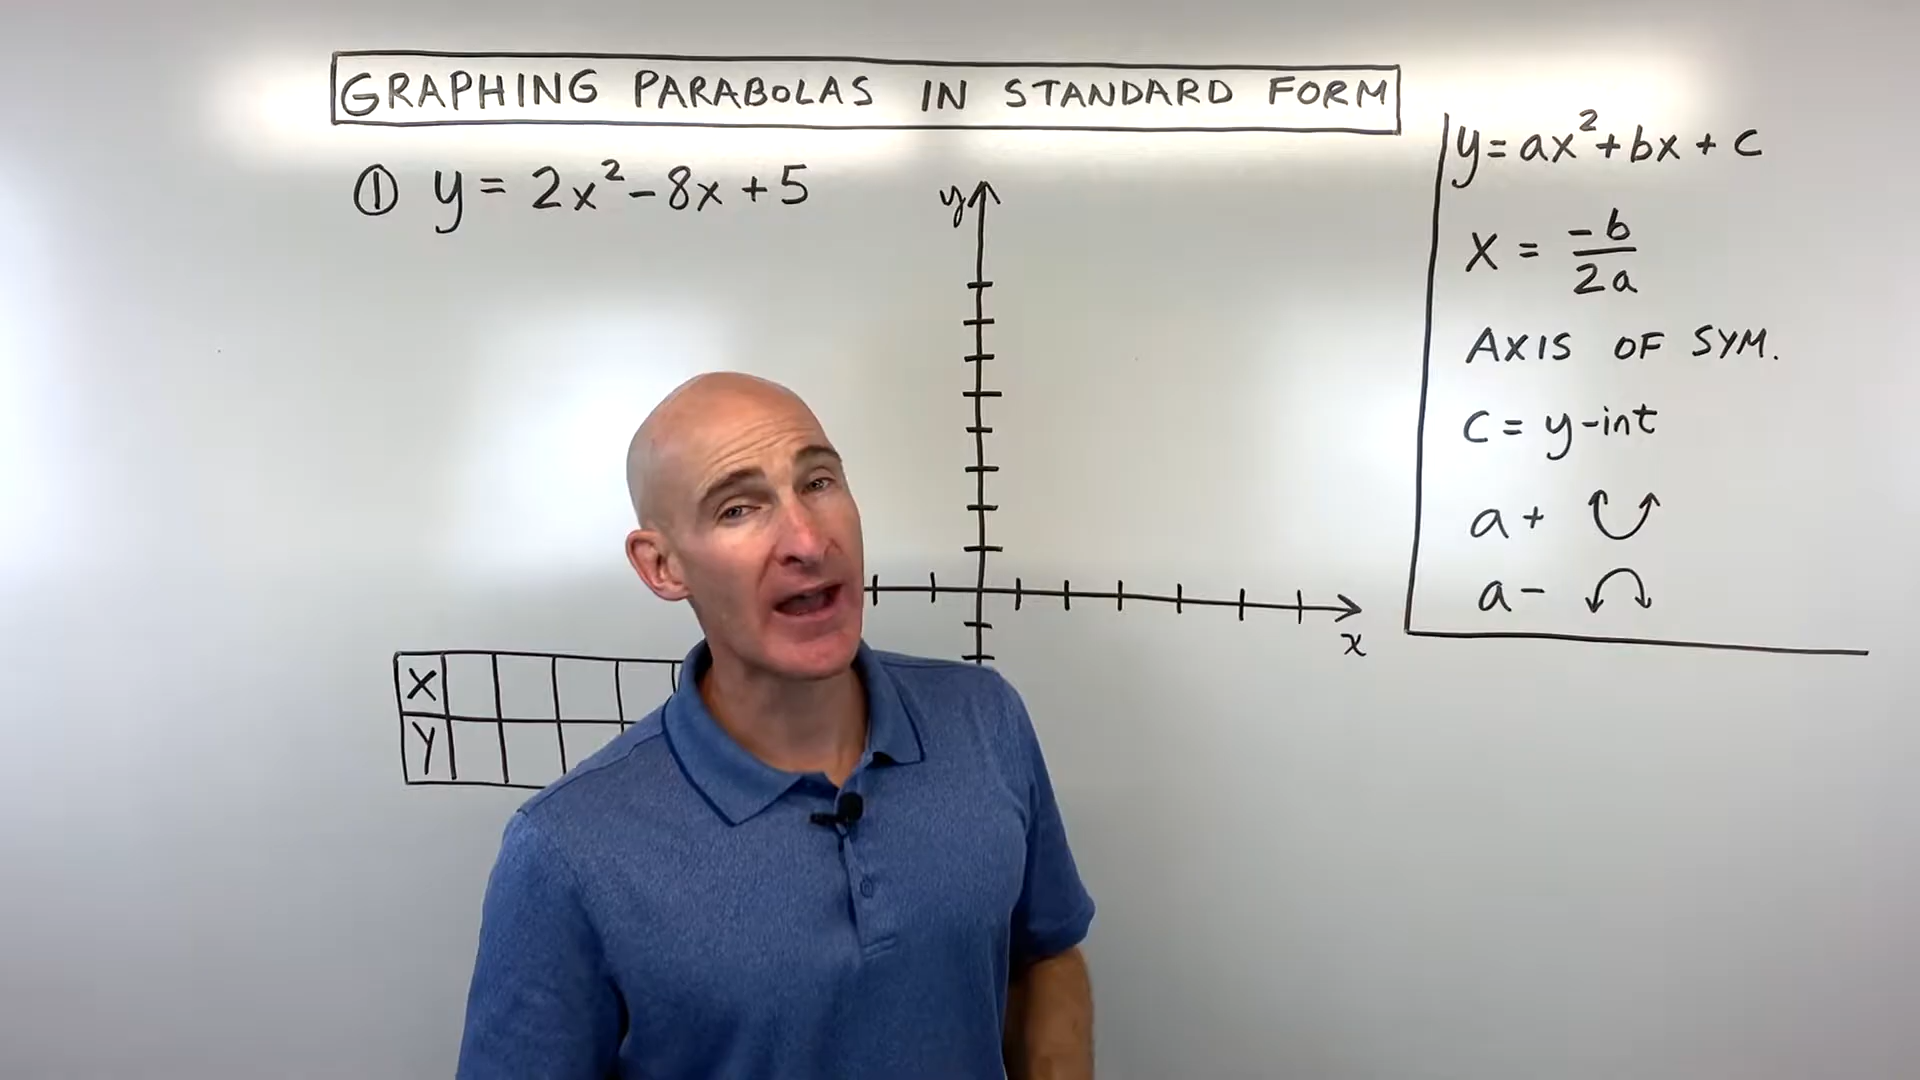 GRAPHING PARABOLAS IN STANDARD FORM
① y = 2x² - 8x + 5
y
x
X
Y
y = ax² + bx + c
X = -b/2a
AXIS OF SYM.
C = y-int
a +
a -